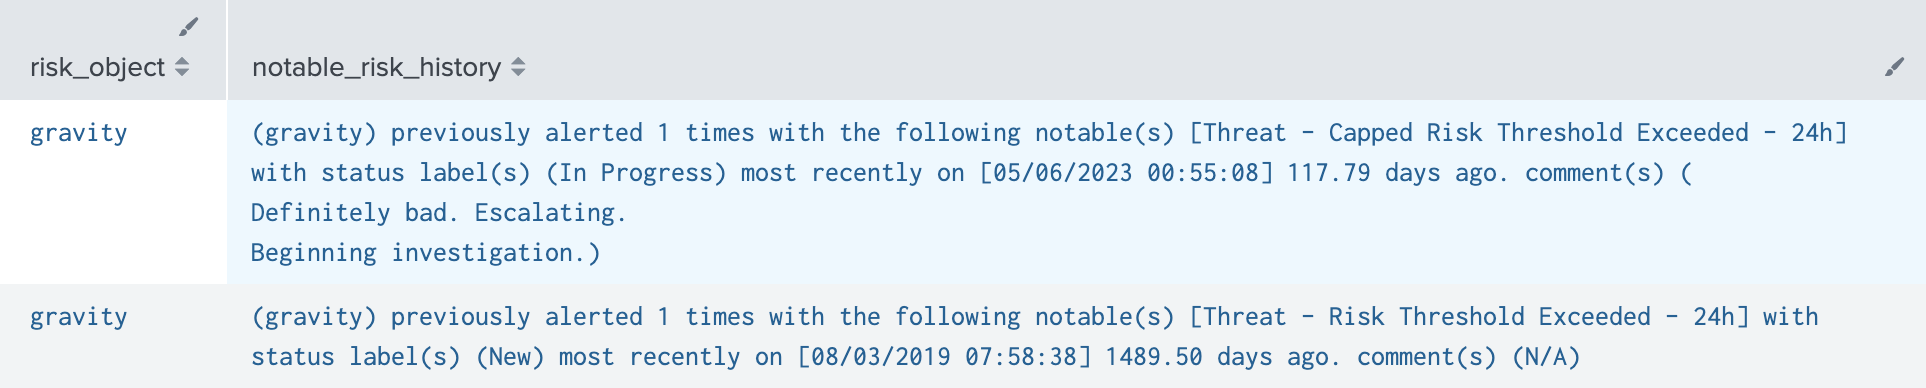 risk_object notable_risk_history
gravity (gravity) previously alerted 1 times with the following notable(s) [Threat - Capped Risk Threshold Exceeded - 24h]
with status label(s) (In Progress) most recently on [05/06/2023 00:55:08] 117.79 days ago. comment(s) (
Definitely bad. Escalating.
Beginning investigation.)
gravity (gravity) previously alerted 1 times with the following notable(s) [Threat - Risk Threshold Exceeded - 24h] with
status label(s) (New) most recently on [08/03/2019 07:58:38] 1489.50 days ago. comment(s) (N/A)